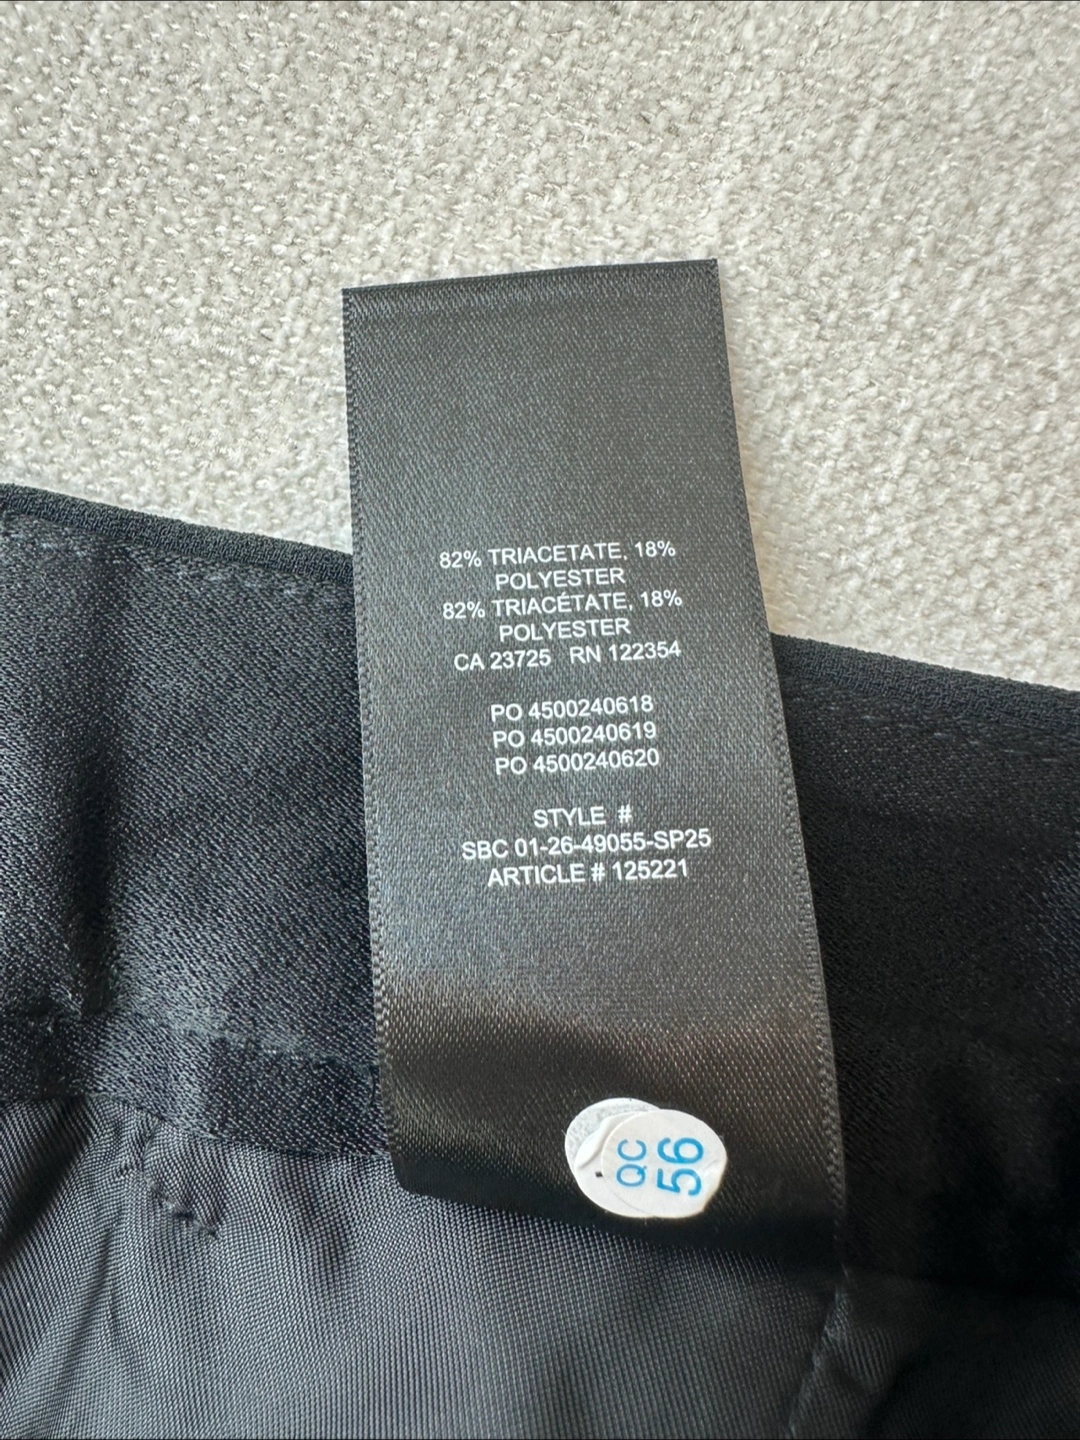 82% TRIACETATE, 18%
POLYESTER
82% TRIACÉTATE, 18%
POLYESTER
CA 23725 RN 122354
PO 4500240618
PO 4500240619
PO 4500240620
STYLE #
SBC 01-26-49055-SP25
ARTICLE # 125221
QC
56